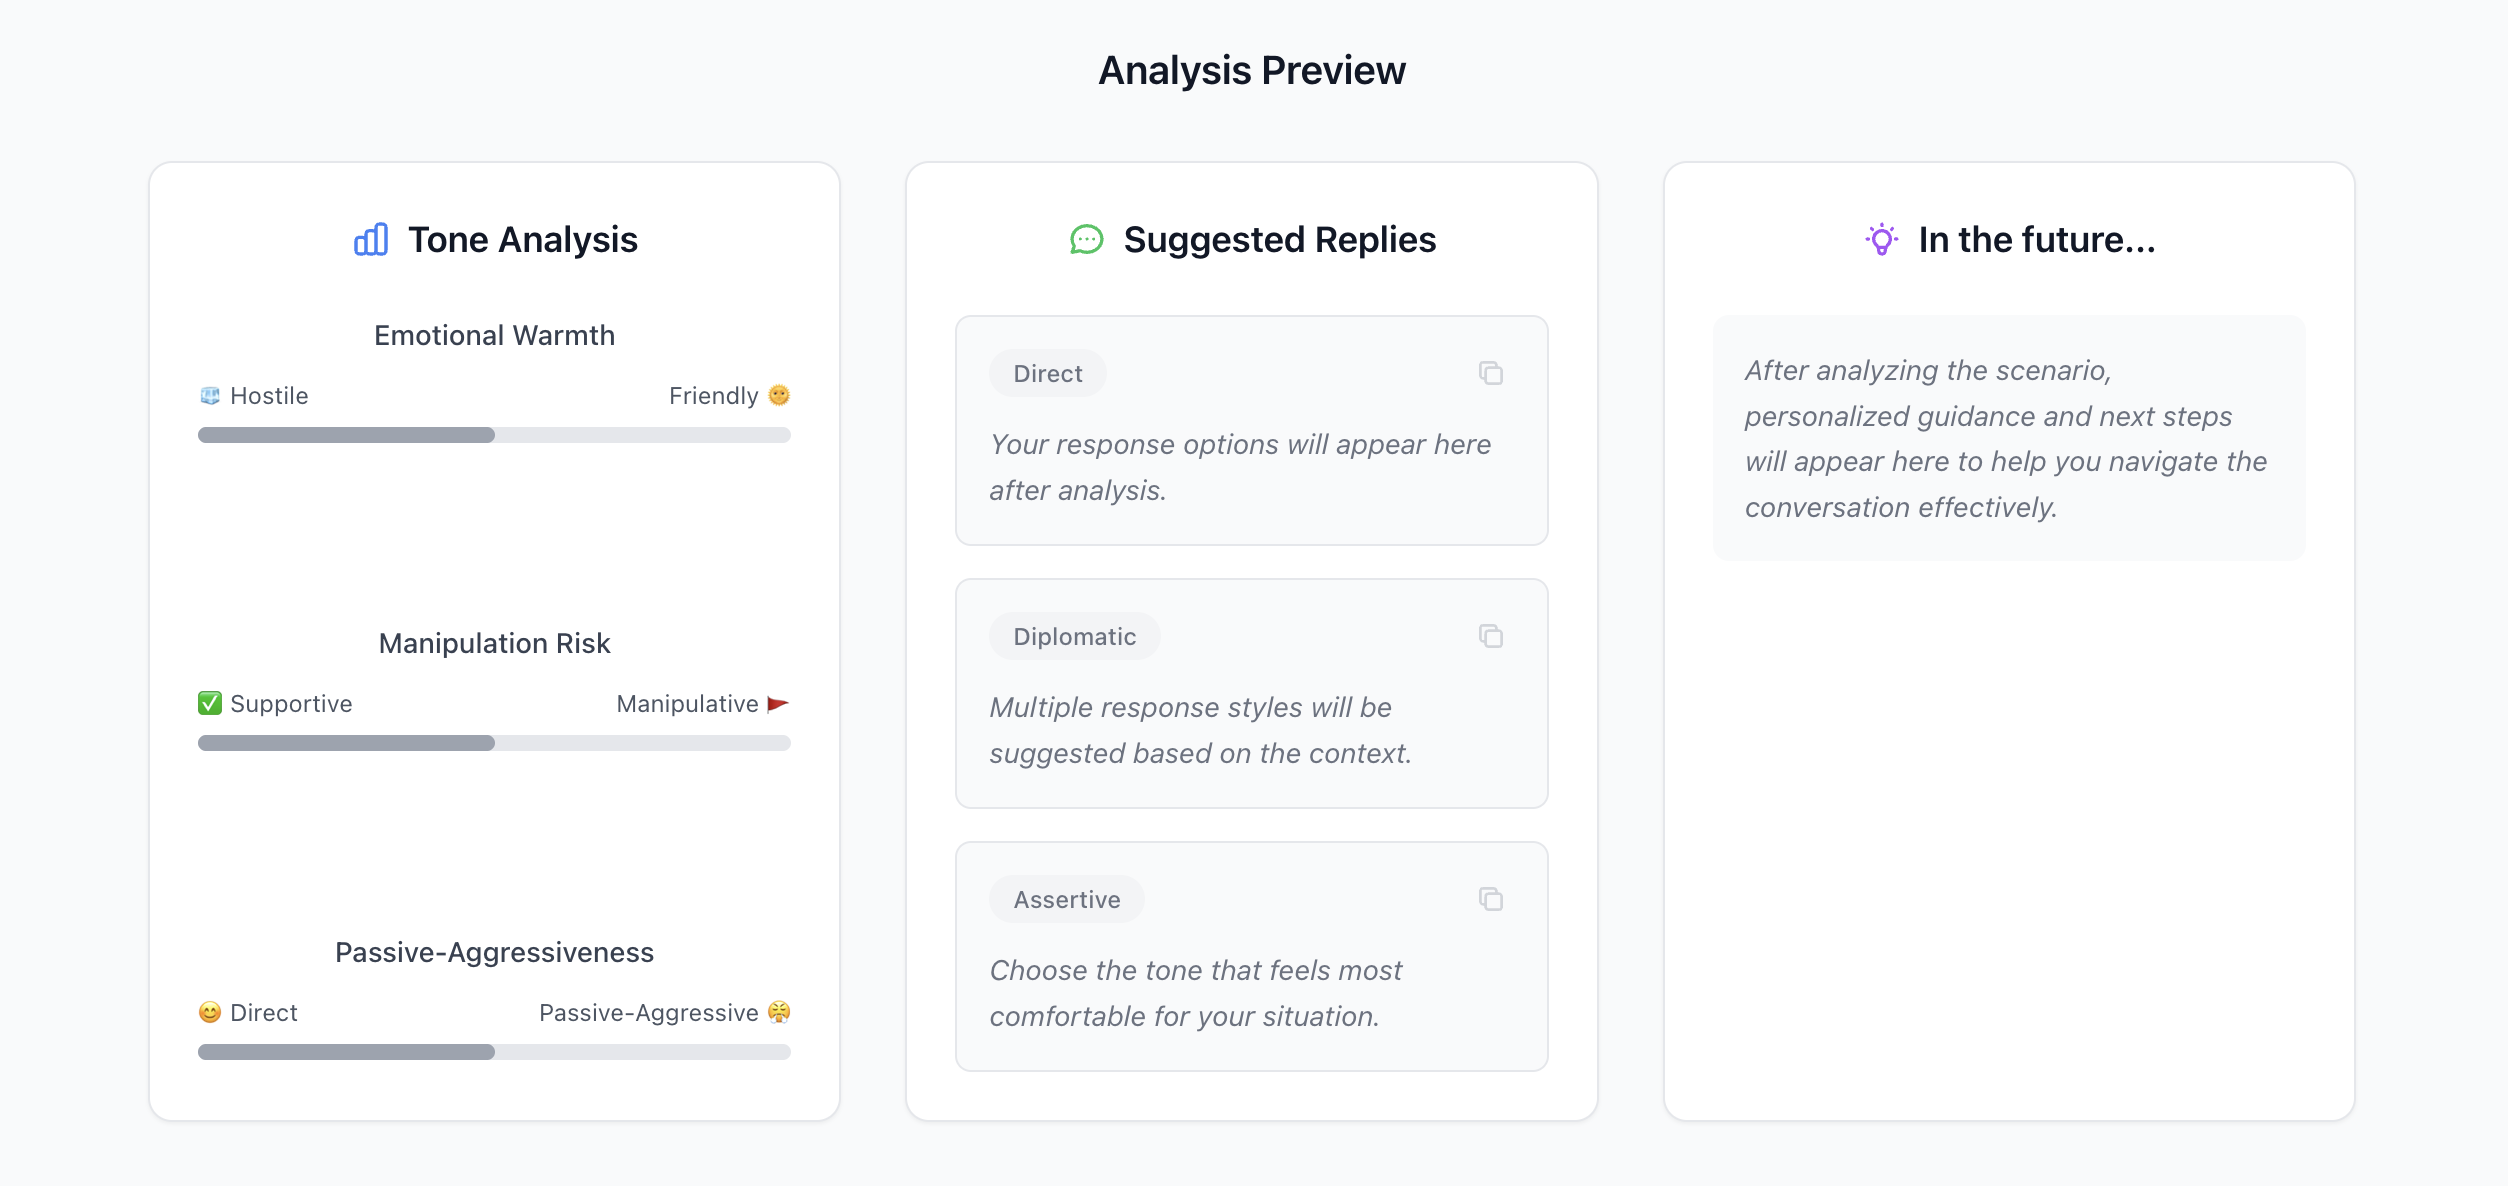 Analysis Preview
Tone Analysis
Emotional Warmth
Hostile
Friendly
Manipulation Risk
Supportive
Manipulative
Passive-Aggressiveness
Direct
Passive-Aggressive
Suggested Replies
Direct
Your response options will appear here
after analysis.
Diplomatic
Multiple response styles will be
suggested based on the context.
Assertive
Choose the tone that feels most
comfortable for your situation.
In the future...
After analyzing the scenario,
personalized guidance and next steps
will appear here to help you navigate the
conversation effectively.